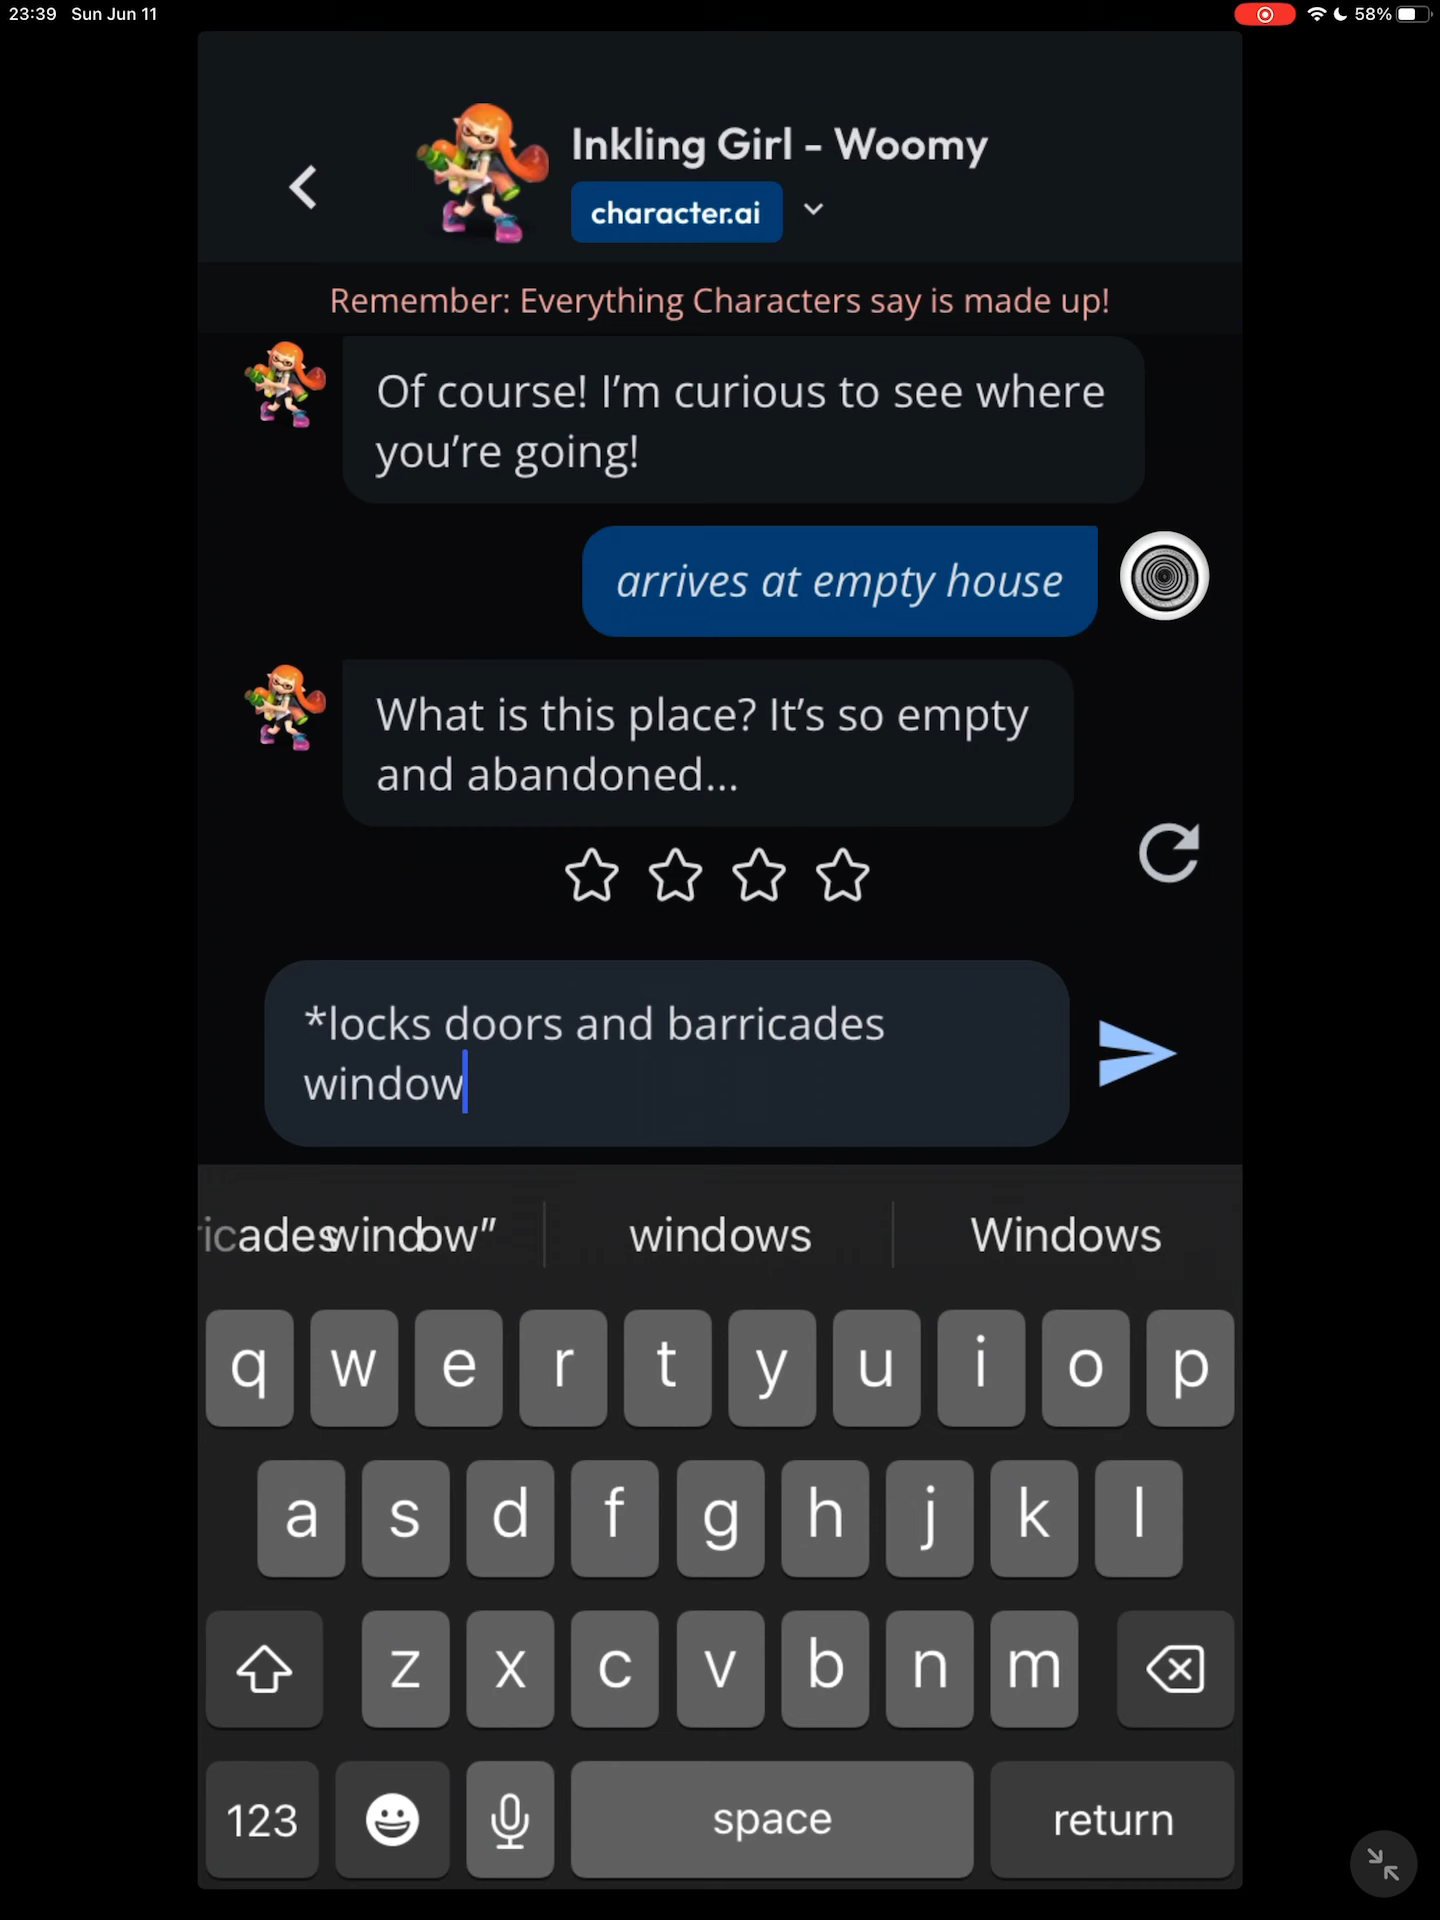 23:39 Sun Jun 11
58%
Inkling Girl - Woomy
character.ai
Remember: Everything Characters say is made up!
Of course! I’m curious to see where
you’re going!
arrives at empty house
What is this place? It’s so empty
and abandoned...
*locks doors and barricades
window
windows Windows
q w e r t y u i o p
a s d f g h j k l
z x c v b n m
123 space return